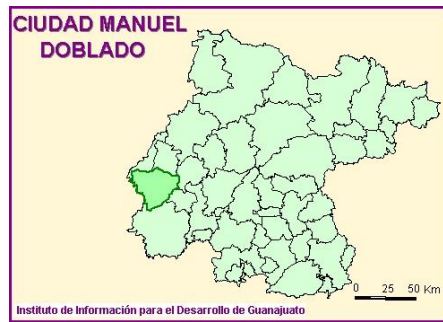 CIUDAD MANUEL
DOBLADO
0 25 50 Km
Instituto de Información para el Desarrollo de Guanajuato